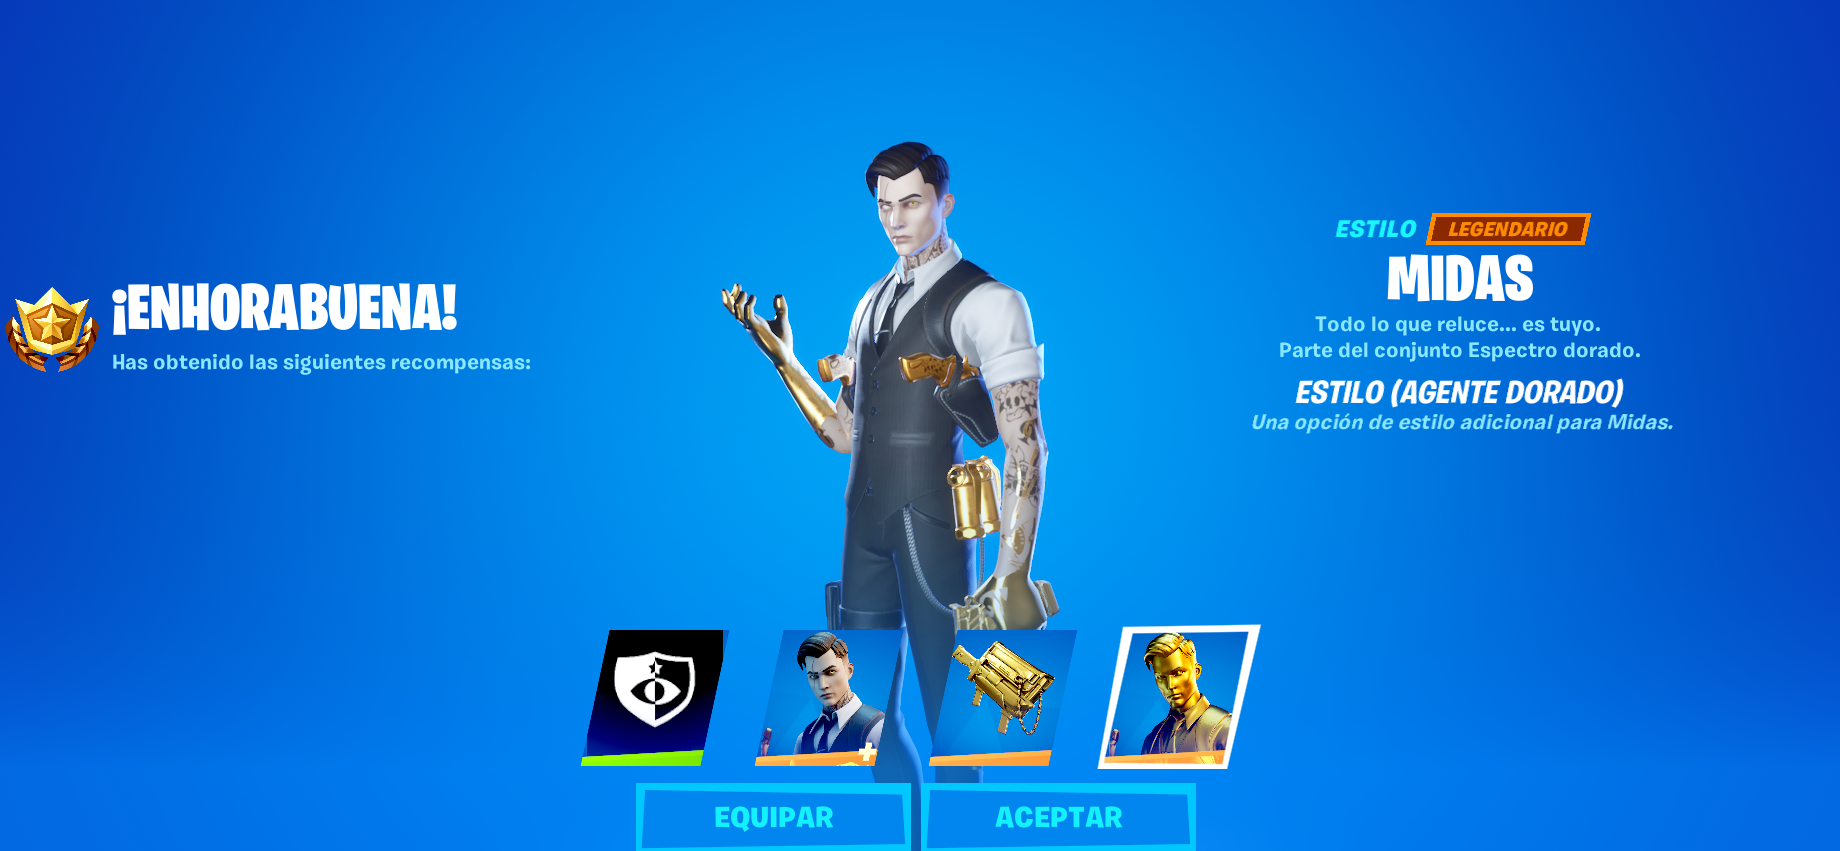 ¡ENHORABUENA!
Has obtenido las siguientes recompensas:
ESTILO LEGENDARIO
MIDAS
Todo lo que reluce... es tuyo.
Parte del conjunto Espectro dorado.
ESTILO (AGENTE DORADO)
Una opción de estilo adicional para Midas.
EQUIPAR
ACEPTAR